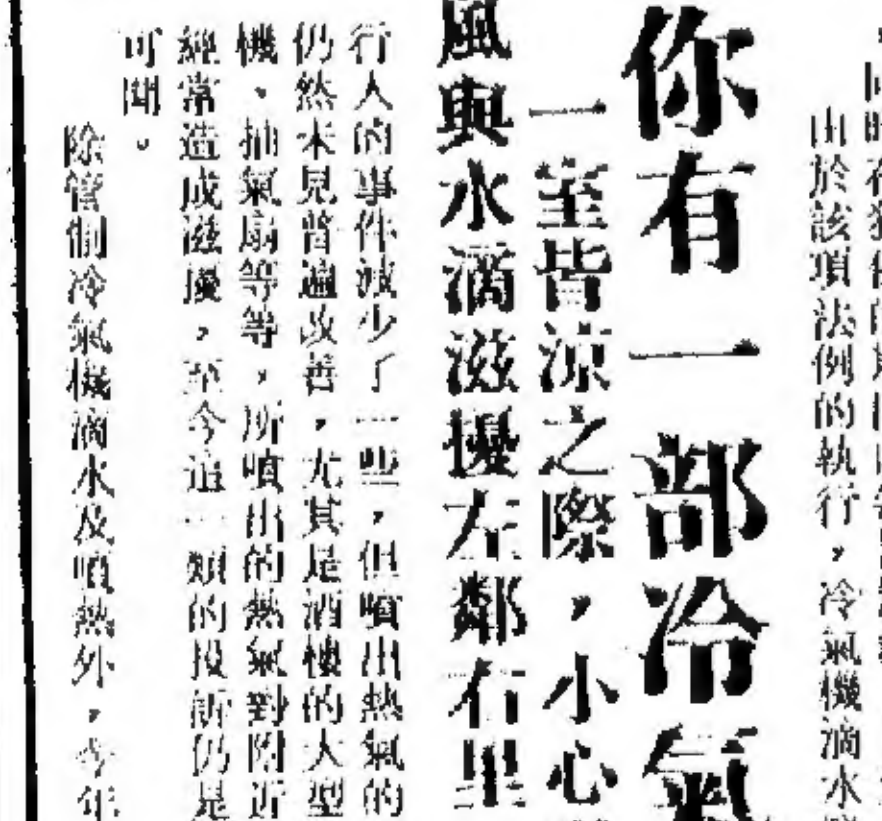 由於該項法例的執行，冷氣機滴水
你有一部冷氣
一室皆涼之際，小心
風與水滴滋擾左鄰右里
行人的事件減少了一些，但噴出熱氣的
仍然未見普遍改善，尤其是酒樓的大型
機、抽氣扇等等，所噴出的熱氣對附近
經常造成滋擾，至今這一類的投訴仍是
可聞。
除管制冷氣機滴水及噴熱外，今年